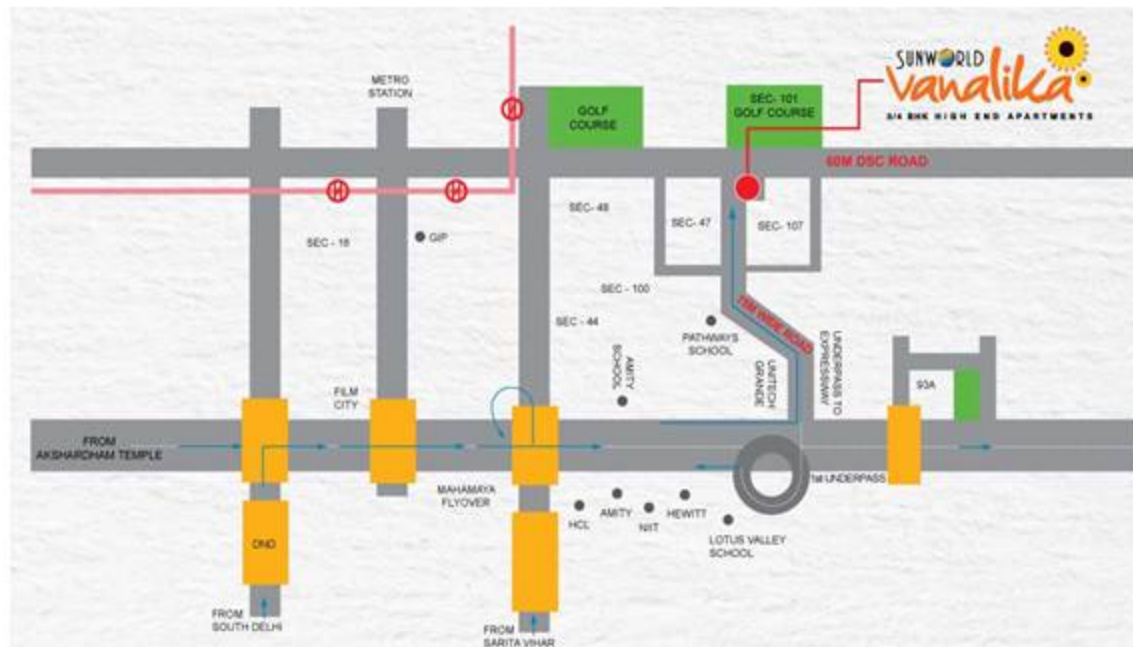 SUNWORLD
vanalika
3/4 BHK HIGH END APARTMENTS
METRO
STATION
GOLF
COURSE
SEC- 101
GOLF COURSE
60M DSC ROAD
SEC- 48
SEC- 47
SEC- 107
SEC - 18
GIP
SEC - 100
SEC - 44
75M WIDE ROAD
PATHWAYS
SCHOOL
AMITY
SCHOOL
UNITECH
GRANDE
UNDERPASS TO
EXPRESSWAY
93A
FILM
CITY
FROM
AKSHARDHAM TEMPLE
MAHAMAYA
FLYOVER
1st UNDERPASS
HCL
AMITY
NIIT
HEWITT
LOTUS VALLEY
SCHOOL
DND
FROM
SOUTH DELHI
FROM
SARITA VIHAR